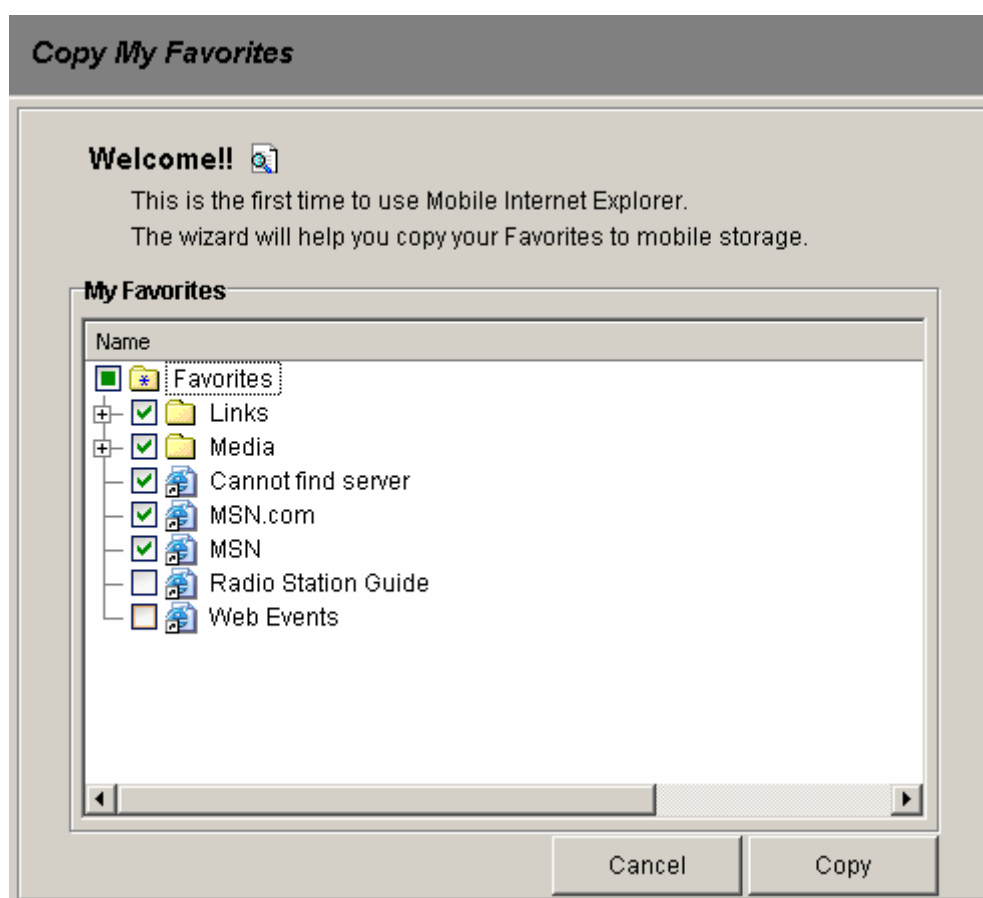 Copy My Favorites
Welcome!!
This is the first time to use Mobile Internet Explorer.
The wizard will help you copy your Favorites to mobile storage.
My Favorites
Name
Favorites
Links
Media
Cannot find server
MSN.com
MSN
Radio Station Guide
Web Events
Cancel Copy